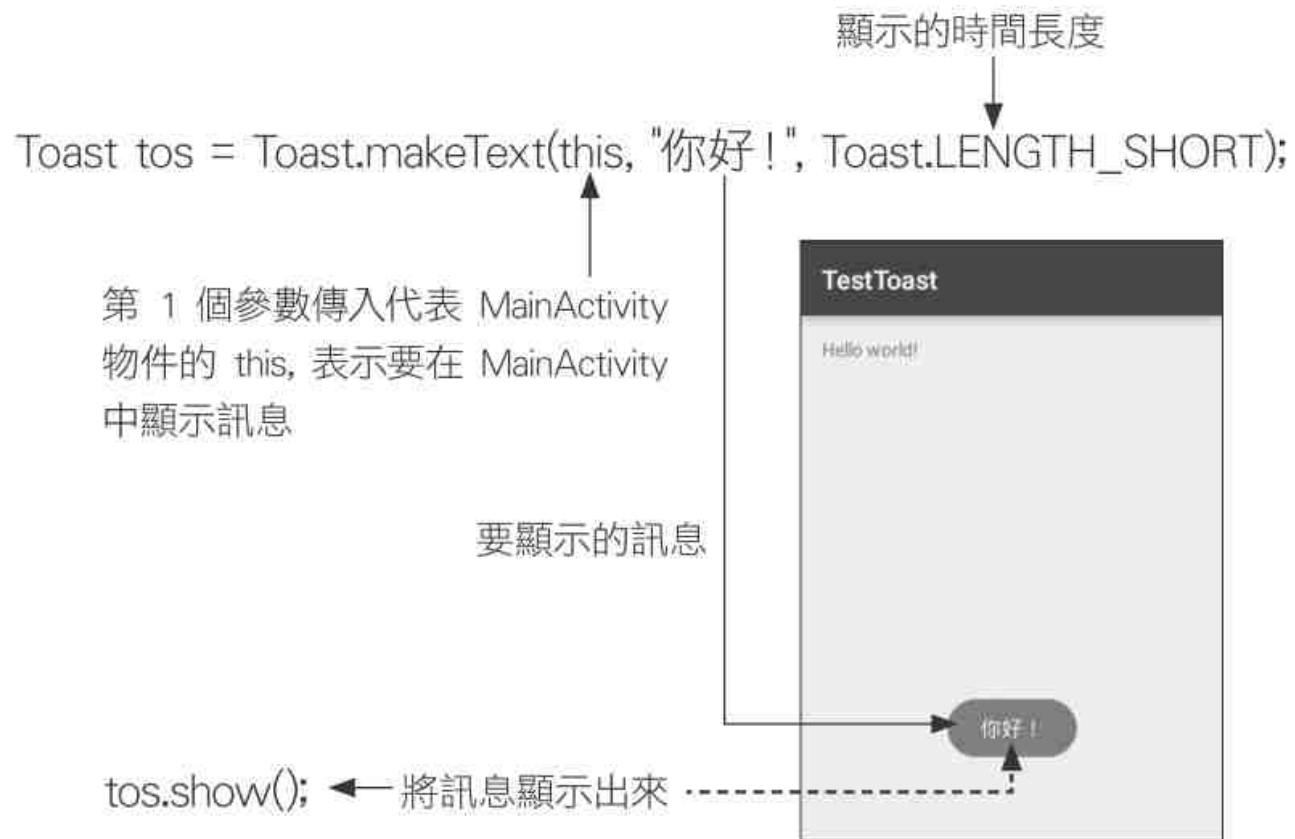 顯示的時間長度
Toast tos = Toast.makeText(this, "你好!", Toast.LENGTH_SHORT);
第 1 個參數傳入代表 MainActivity
物件的 this, 表示要在 MainActivity
中顯示訊息
TestToast
Hello world!
要顯示的訊息
你好!
tos.show();
將訊息顯示出來